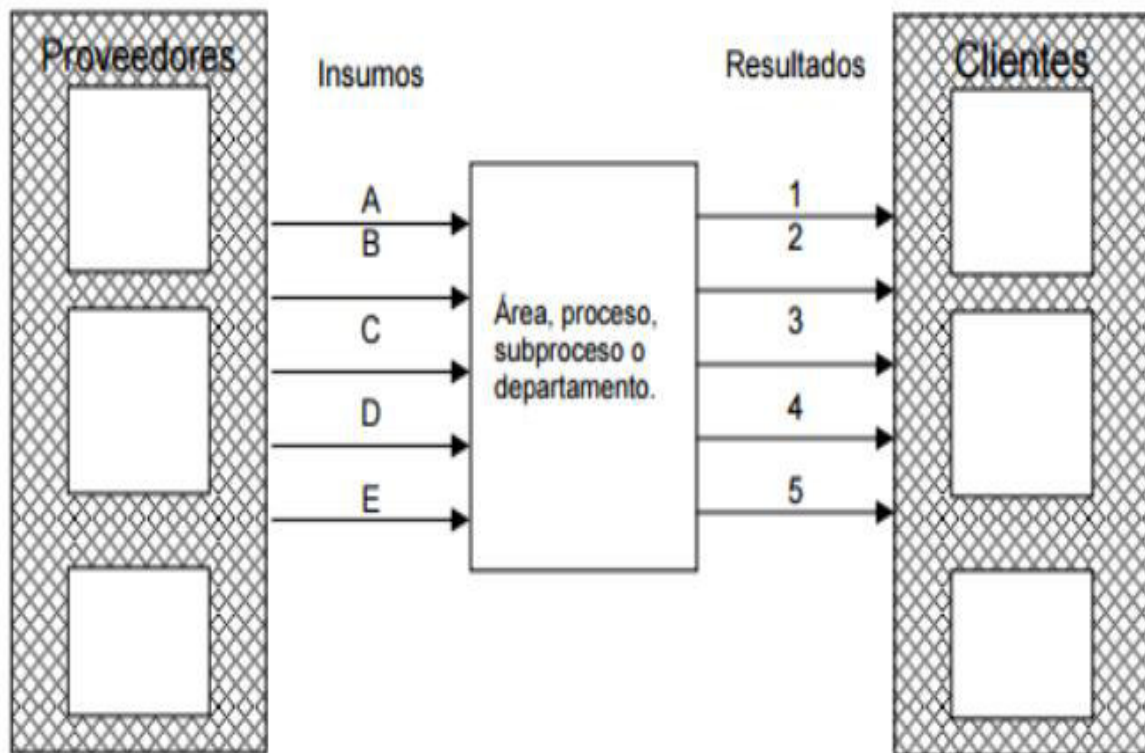 Proveedores
Insumos
A
B
C
D
E
Área, proceso,
subproceso o
departamento.
Resultados
1
2
3
4
5
Clientes